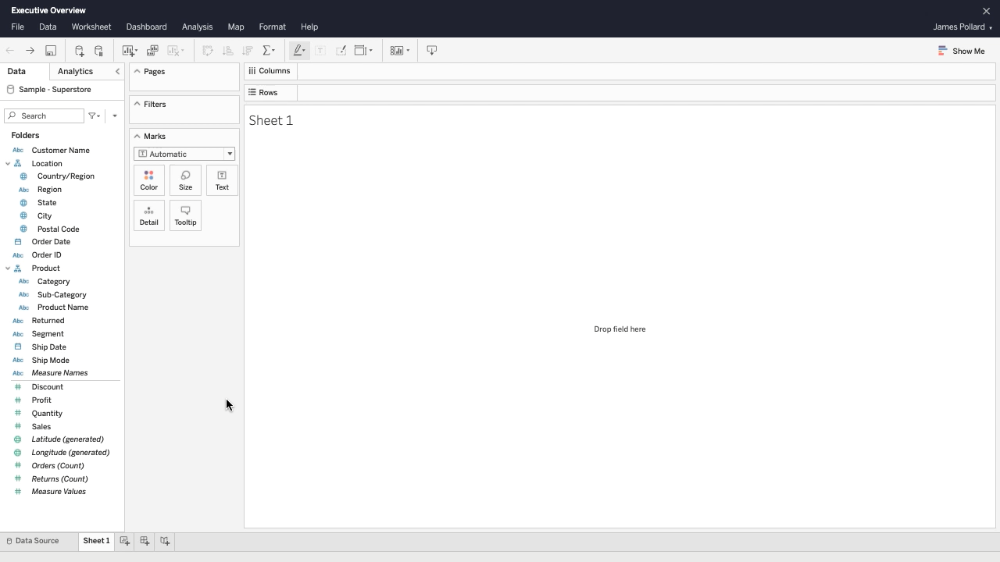 Executive Overview
File Data Worksheet Dashboard Analysis Map Format Help James Pollard
Show Me
Data Analytics
Sample - Superstore
Search
Folders
Abc Customer Name
Location
Country/Region
Abc Region
State
City
Postal Code
Order Date
Abc Order ID
Product
Abc Category
Abc Sub-Category
Abc Product Name
Abc Returned
Abc Segment
Ship Date
Abc Ship Mode
Abc Measure Names
Discount
Profit
Quantity
Sales
Latitude (generated)
Longitude (generated)
Orders (Count)
Returns (Count)
Measure Values
Pages
Filters
Marks
Automatic
Color Size Text
Detail Tooltip
Columns
Rows
Sheet 1
Drop field here
Data Source Sheet 1